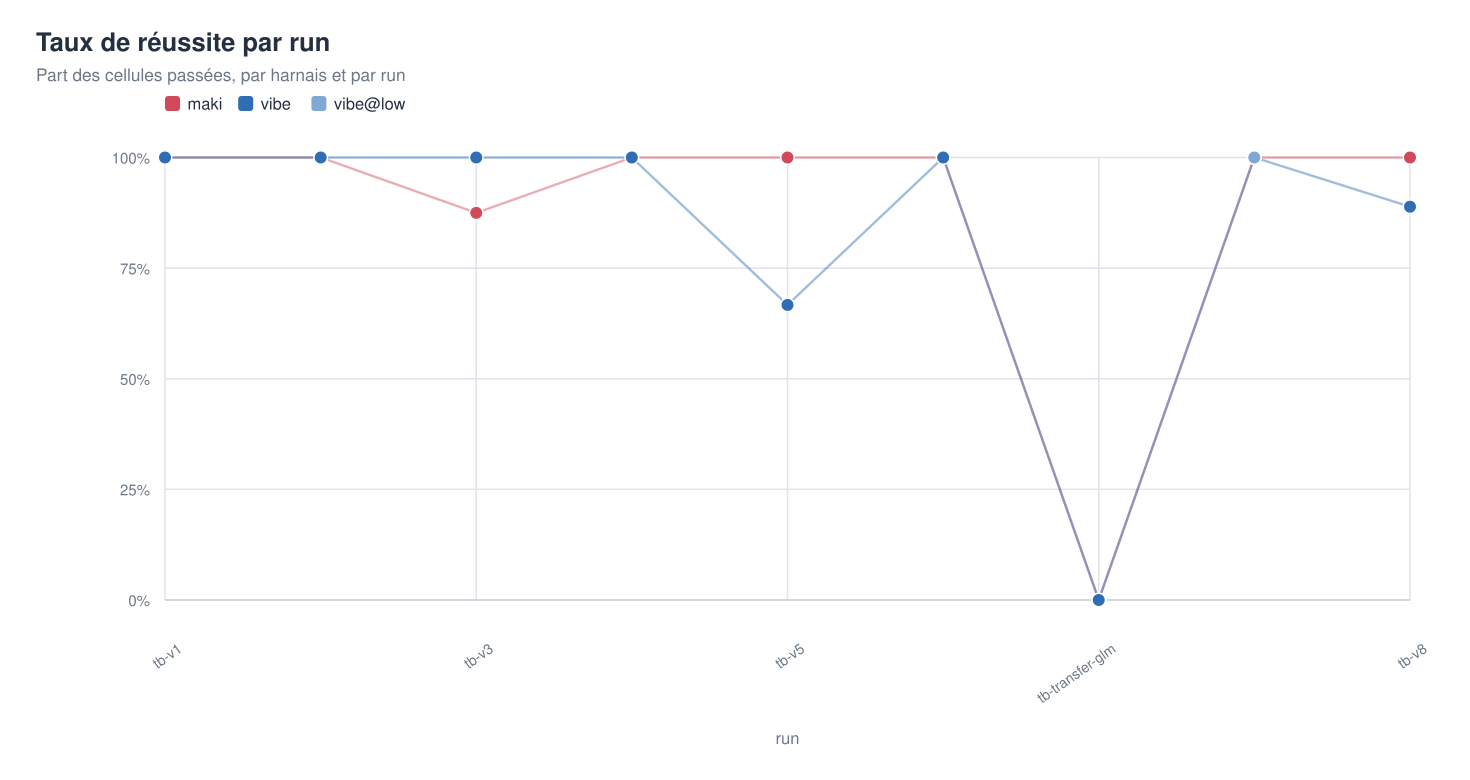 Taux de réussite par run
Part des cellules passées, par harnais et par run
maki vibe vibe@low
100%
75%
50%
25%
0%
tb-v1 tb-v3 tb-v5 tb-transfer-glm tb-v8
run